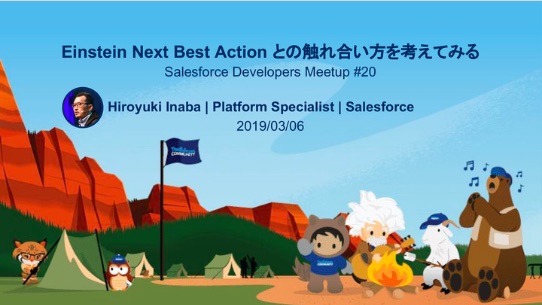 Einstein Next Best Action との触れ合い方を考えてみる
Salesforce Developers Meetup #20
Hiroyuki Inaba | Platform Specialist | Salesforce
2019/03/06
COMMUNITY